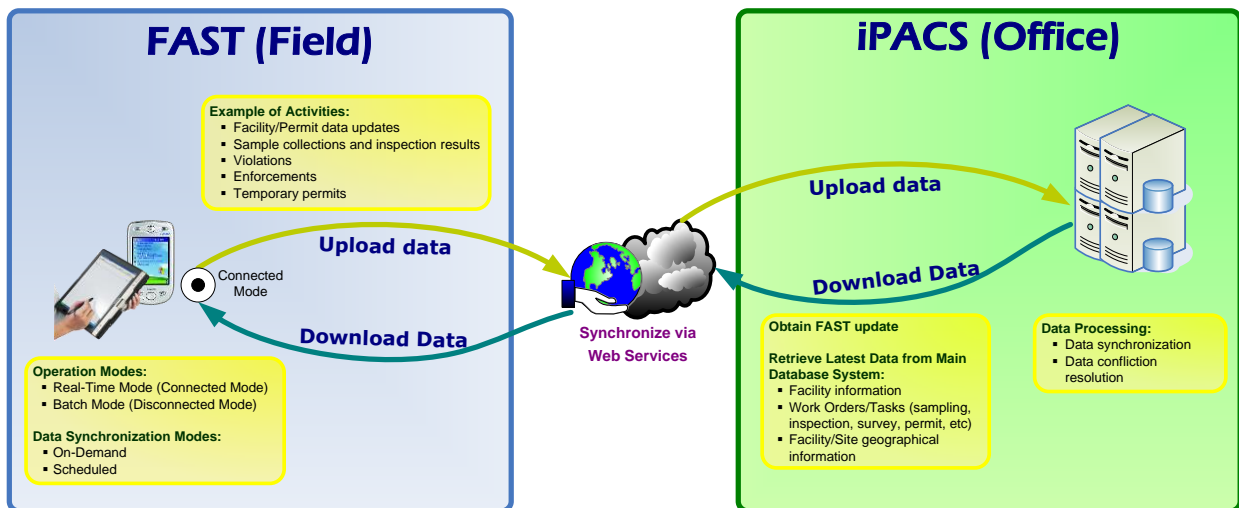 FAST (Field)
Example of Activities:
▪ Facility/Permit data updates
▪ Sample collections and inspection results
▪ Violations
▪ Enforcements
▪ Temporary permits
Upload data
Connected
Mode
Download Data
Operation Modes:
▪ Real-Time Mode (Connected Mode)
▪ Batch Mode (Disconnected Mode)
Data Synchronization Modes:
▪ On-Demand
▪ Scheduled
Synchronize via
Web Services
iPACS (Office)
Upload data
Download Data
Obtain FAST update
Retrieve Latest Data from Main
Database System:
▪ Facility information
▪ Work Orders/Tasks (sampling,
inspection, survey, permit, etc)
▪ Facility/Site geographical
information
Data Processing:
▪ Data synchronization
▪ Data confliction
resolution